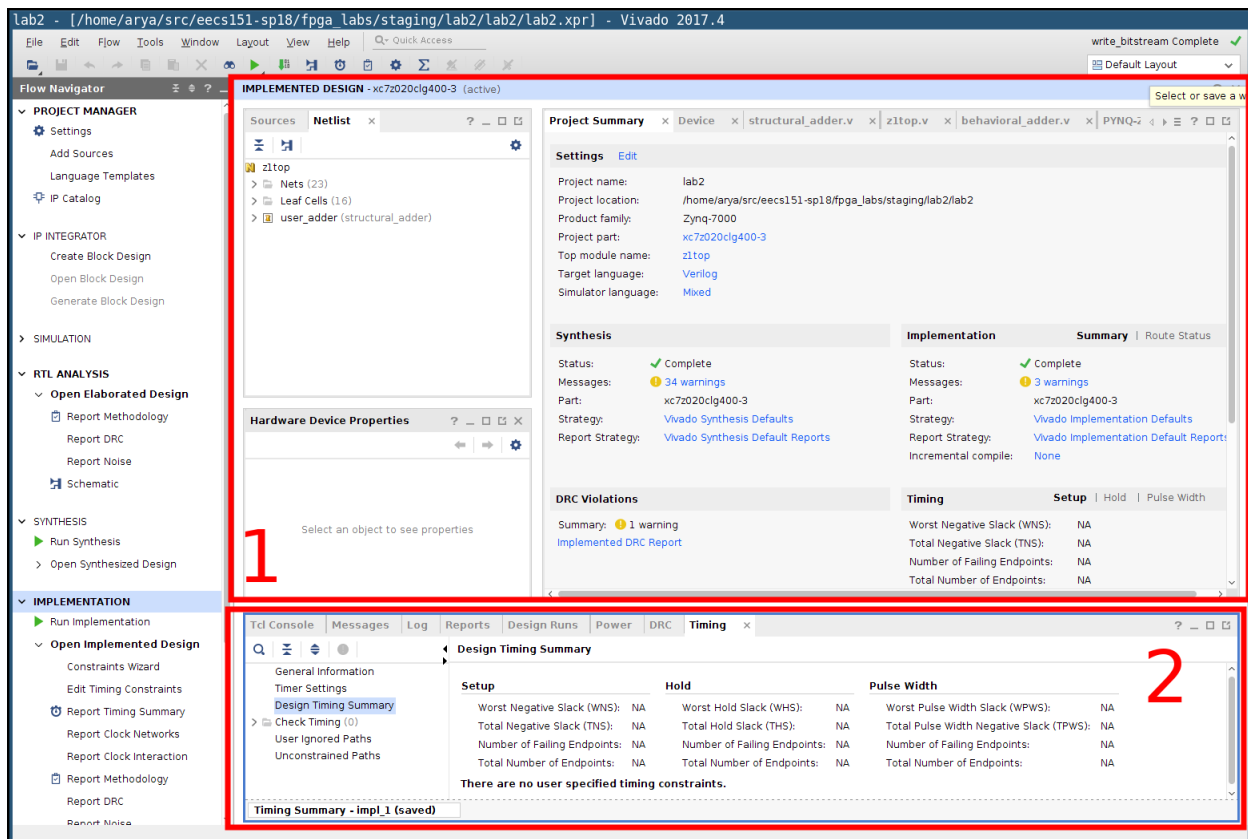 lab2 - [/home/arya/src/eecs151-sp18/fpga_labs/staging/lab2/lab2/lab2.xpr] - Vivado 2017.4
File Edit Flow Tools Window Layout View Help Quick Access
write_bitstream Complete
Default Layout
Flow Navigator
PROJECT MANAGER
Settings
Add Sources
Language Templates
IP Catalog
IP INTEGRATOR
Create Block Design
Open Block Design
Generate Block Design
SIMULATION
RTL ANALYSIS
Open Elaborated Design
Report Methodology
Report DRC
Report Noise
Schematic
SYNTHESIS
Run Synthesis
Open Synthesized Design
IMPLEMENTATION
Run Implementation
Open Implemented Design
Constraints Wizard
Edit Timing Constraints
Report Timing Summary
Report Clock Networks
Report Clock Interaction
Report Methodology
Report DRC
Report Noise
IMPLEMENTED DESIGN - xc7z020clg400-3 (active)
Select or save a w
Sources Netlist
z1top
Nets (23)
Leaf Cells (16)
user_adder (structural_adder)
Hardware Device Properties
Select an object to see properties
1
Project Summary Device structural_adder.v z1top.v behavioral_adder.v PYNQ-Z
Settings Edit
Project name: lab2
Project location: /home/arya/src/eecs151-sp18/fpga_labs/staging/lab2/lab2
Product family: Zynq-7000
Project part: xc7z020clg400-3
Top module name: z1top
Target language: Verilog
Simulator language: Mixed
Synthesis
Status: Complete
Messages: 34 warnings
Part: xc7z020clg400-3
Strategy: Vivado Synthesis Defaults
Report Strategy: Vivado Synthesis Default Reports
Implementation Summary | Route Status
Status: Complete
Messages: 3 warnings
Part: xc7z020clg400-3
Strategy: Vivado Implementation Defaults
Report Strategy: Vivado Implementation Default Reports
Incremental compile: None
DRC Violations
Summary: 1 warning
Implemented DRC Report
Timing Setup | Hold | Pulse Width
Worst Negative Slack (WNS): NA
Total Negative Slack (TNS): NA
Number of Failing Endpoints: NA
Total Number of Endpoints: NA
Tcl Console Messages Log Reports Design Runs Power DRC Timing
General Information
Timer Settings
Design Timing Summary
Check Timing (0)
User Ignored Paths
Unconstrained Paths
Design Timing Summary
Setup Hold Pulse Width
Worst Negative Slack (WNS): NA Worst Hold Slack (WHS): NA Worst Pulse Width Slack (WPWS): NA
Total Negative Slack (TNS): NA Total Hold Slack (THS): NA Total Pulse Width Negative Slack (TPWS): NA
Number of Failing Endpoints: NA Number of Failing Endpoints: NA Number of Failing Endpoints: NA
Total Number of Endpoints: NA Total Number of Endpoints: NA Total Number of Endpoints: NA
There are no user specified timing constraints.
2
Timing Summary - impl_1 (saved)